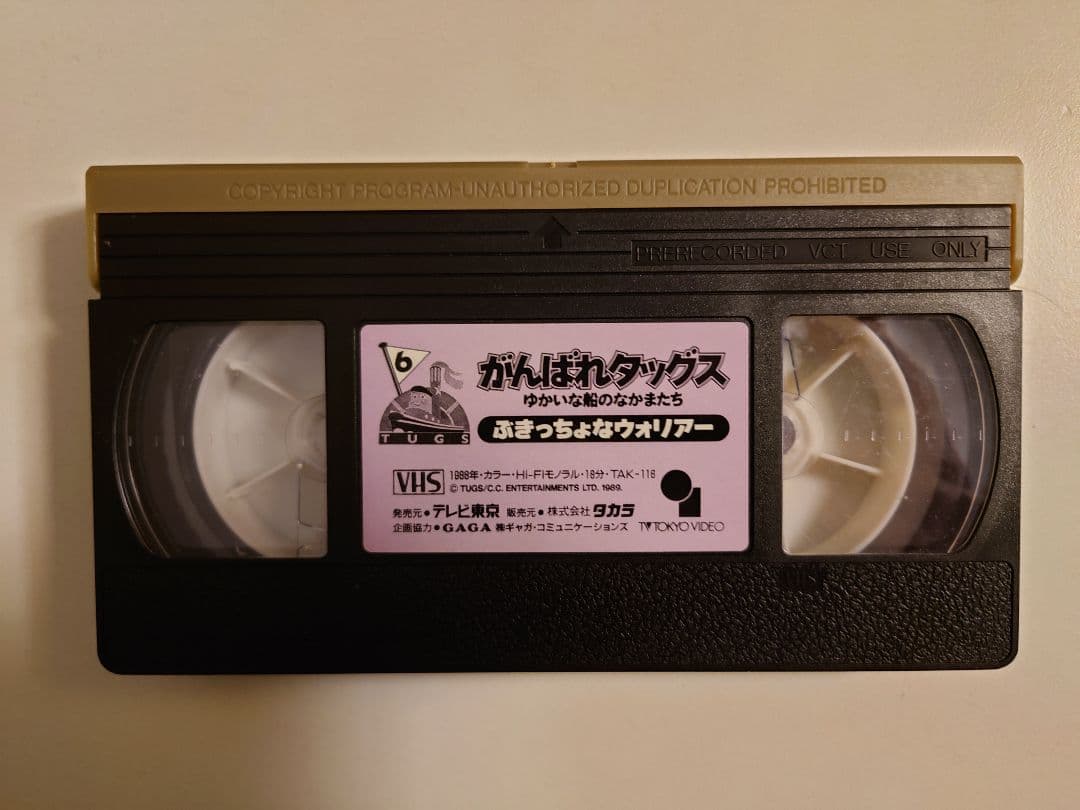 COPYRIGHT PROGRAM-UNAUTHORIZED DUPLICATION PROHIBITED
PRERECORDED VCT USE ONLY
6
TUGS
がんばれタッグス
ゆかいな船のなかまたち
ぶきっちょなウォリアー
VHS 1988年・カラー・HI-FIモノラル・18分・TAK-116
© TUGS/C.C. ENTERTAINMENTS LTD. 1989.
発売元●テレビ東京 販売元●株式会社タカラ
企画協力●GAGA ㈱ギャガ・コミュニケーションズ
TV TOKYO VIDEO
VHS